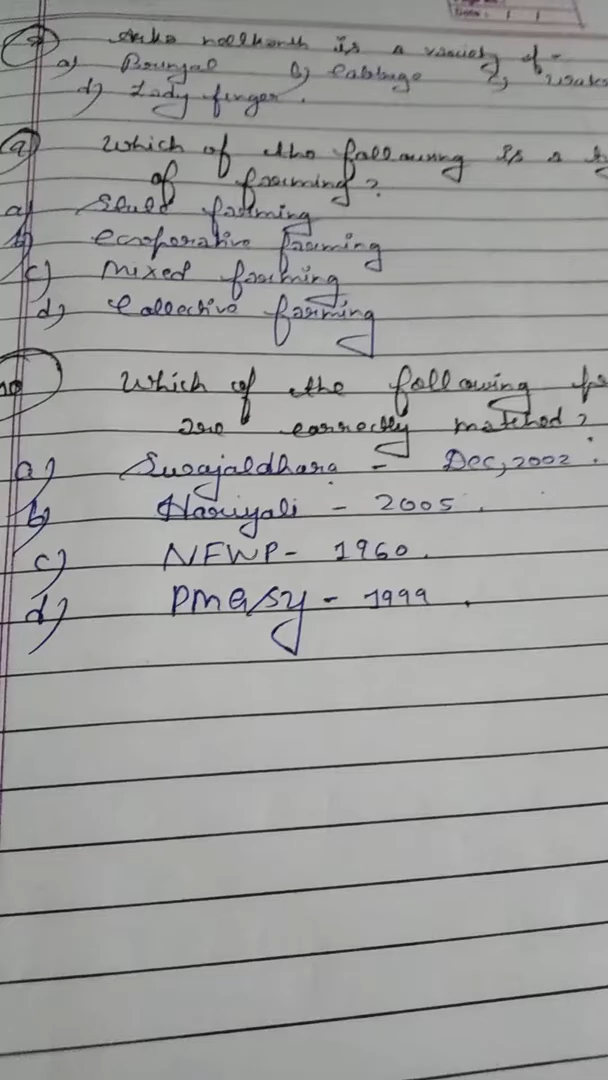 Arka neelkanth is a variety of -
a) Brinjal b) Cabbage c)
d) Lady finger.
9) Which of the following is a
of farming?
a) farming
b) Cooperative farming
c) Mixed farming
d) Collective farming
10 Which of the following
are correctly matched?
a) Swajaldhara - Dec, 2002.
b) Hariyali - 2005.
c) NFWP - 1960.
d) PMGSY - 1999.